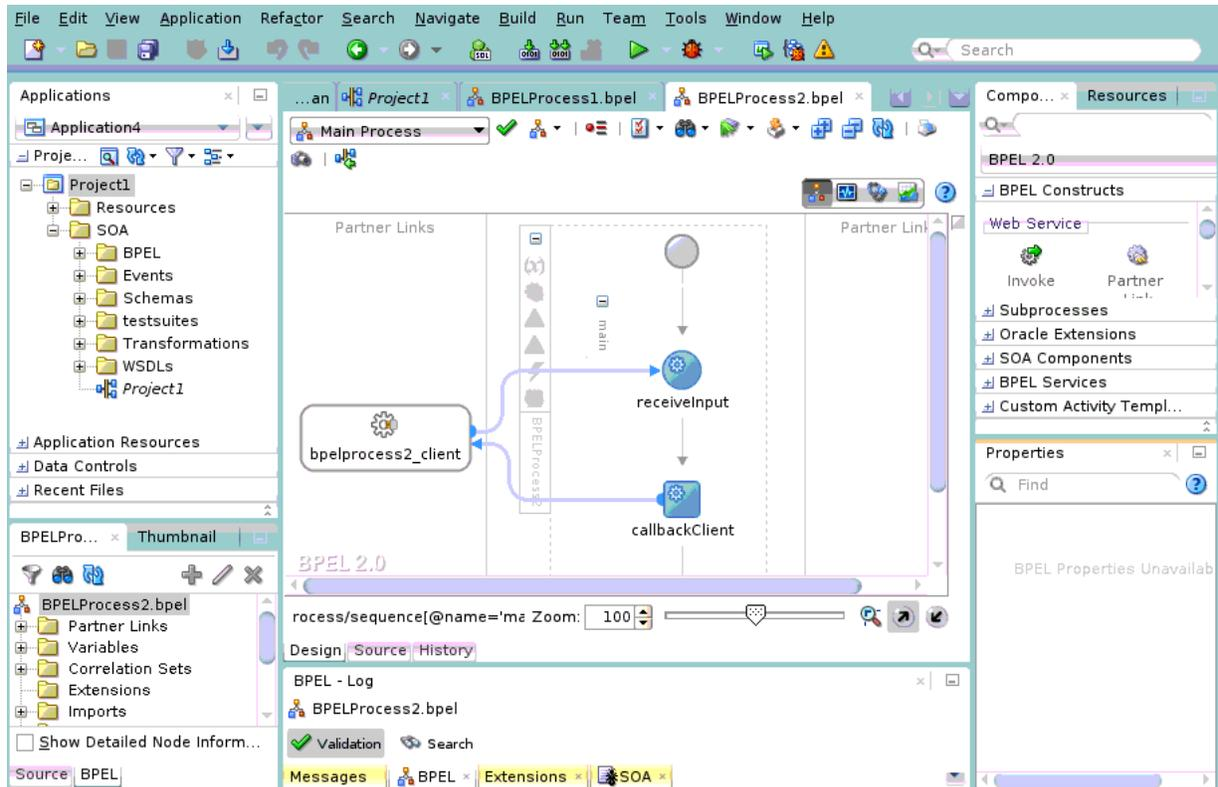 File Edit View Application Refactor Search Navigate Build Run Team Tools Window Help
Search
Applications
Application4
Proje...
Project1
Resources
SOA
BPEL
Events
Schemas
testsuites
Transformations
WSDLs
Project1
Application Resources
Data Controls
Recent Files
BPELPro... Thumbnail
BPELProcess2.bpel
Partner Links
Variables
Correlation Sets
Extensions
Imports
Show Detailed Node Inform...
Source BPEL
...an Project1 BPELProcess1.bpel BPELProcess2.bpel
Main Process
Partner Links
Partner Link
(x)
main
receiveInput
bpelprocess2_client
BPELProcess2
callbackClient
BPEL 2.0
rocess/sequence[@name='ma Zoom: 100
Design Source History
BPEL - Log
BPELProcess2.bpel
Validation Search
Messages BPEL Extensions SOA
Compo... Resources
BPEL 2.0
BPEL Constructs
Web Service
Invoke Partner
Subprocesses
Oracle Extensions
SOA Components
BPEL Services
Custom Activity Templ...
Properties
Find
BPEL Properties Unavailab